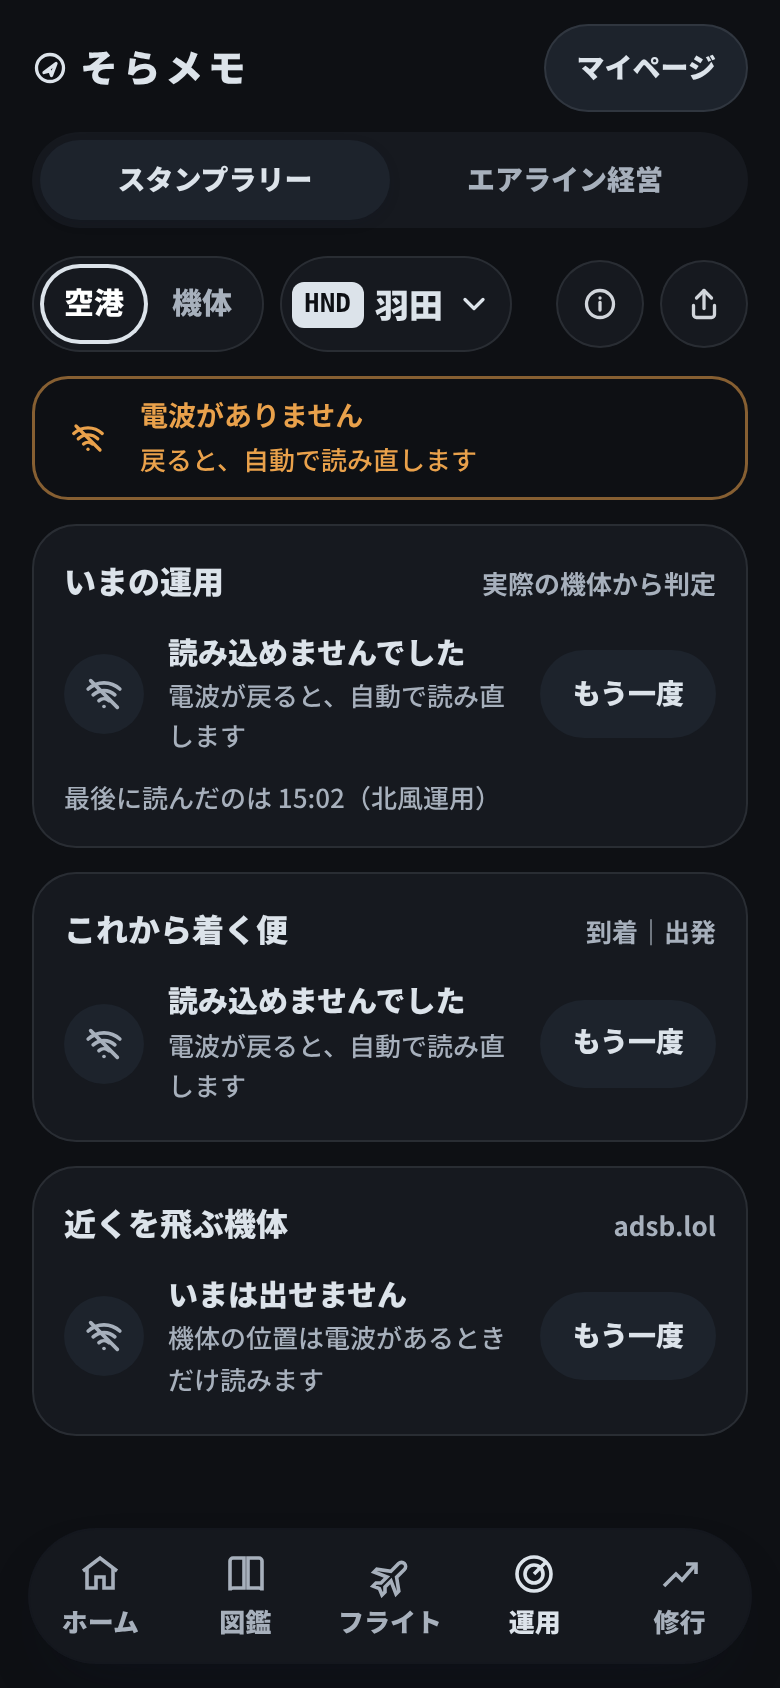 そらメモ
マイページ
スタンプラリー
エアライン経営
空港
機体
HND 羽田
電波がありません
戻ると、自動で読み直します
いまの運用
実際の機体から判定
読み込めませんでした
電波が戻ると、自動で読み直
します
もう一度
最後に読んだのは 15:02（北風運用）
これから着く便
到着｜出発
読み込めませんでした
電波が戻ると、自動で読み直
します
もう一度
近くを飛ぶ機体
adsb.lol
いまは出せません
機体の位置は電波があるとき
だけ読みます
もう一度
ホーム
図鑑
フライト
運用
修行